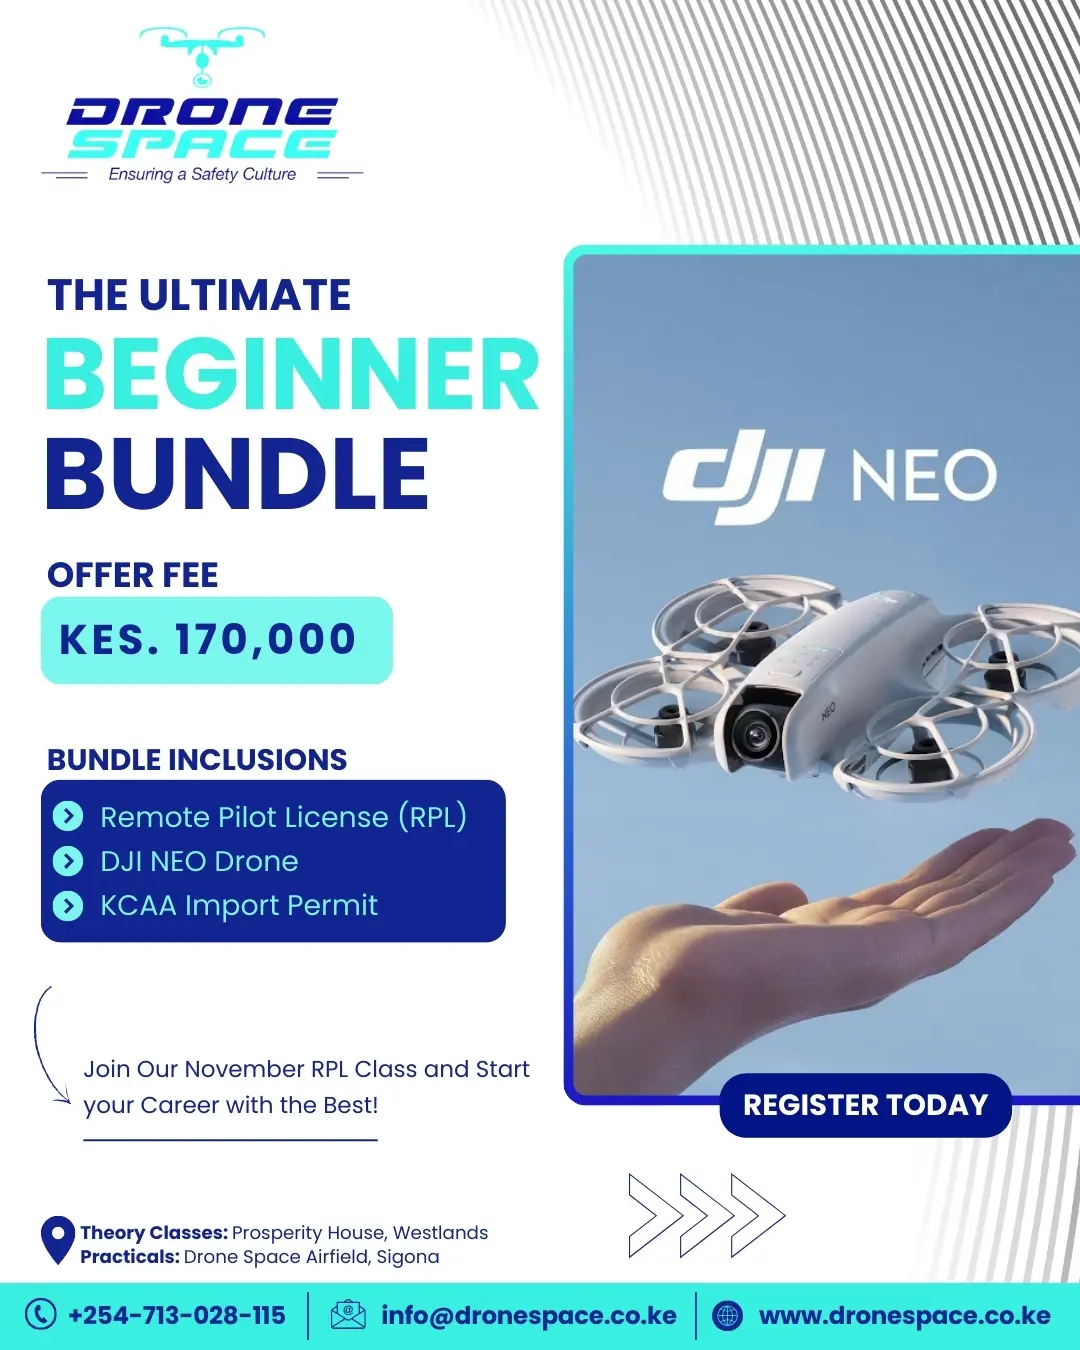 DRONE
SPACE
Ensuring a Safety Culture
THE ULTIMATE
BEGINNER
BUNDLE
OFFER FEE
KES. 170,000
BUNDLE INCLUSIONS
Remote Pilot License (RPL)
DJI NEO Drone
KCAA Import Permit
Join Our November RPL Class and Start
your Career with the Best!
dji NEO
NEO
REGISTER TODAY
Theory Classes: Prosperity House, Westlands
Practicals: Drone Space Airfield, Sigona
+254-713-028-115
info@dronespace.co.ke
www.dronespace.co.ke